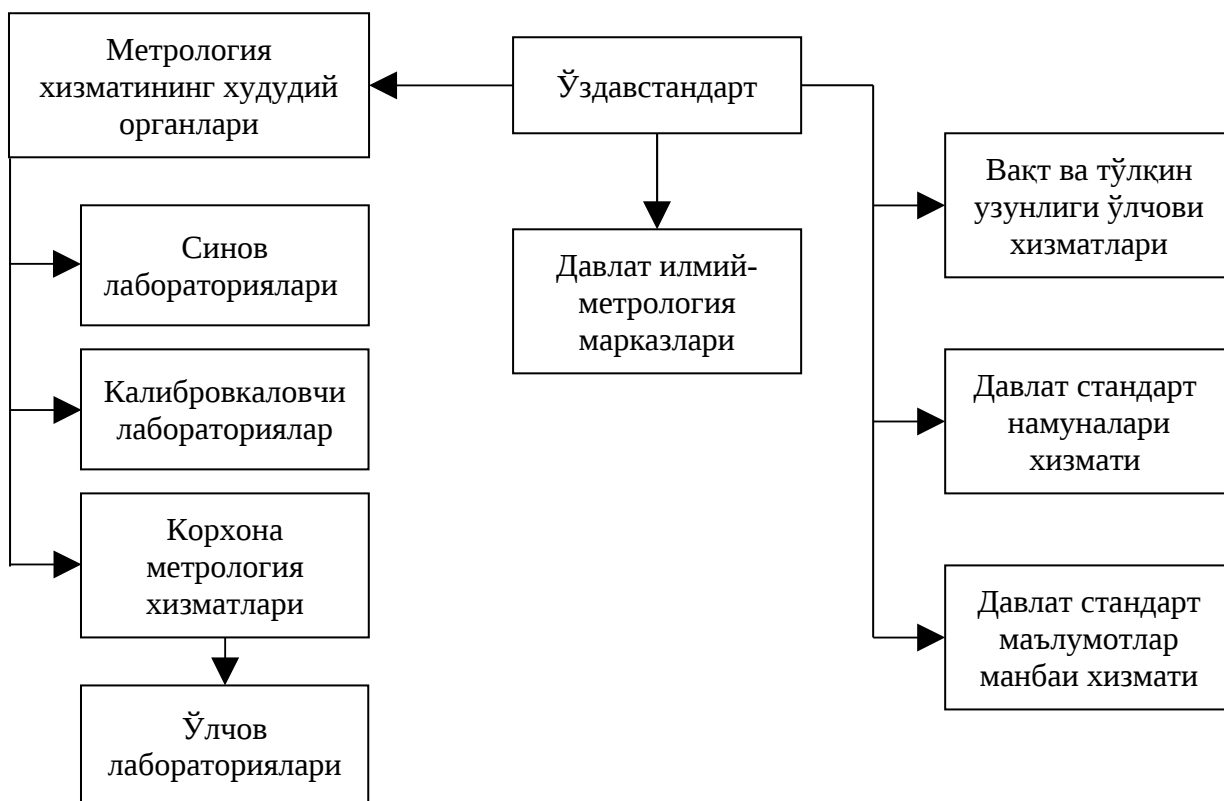 Метрология
хизматининг худудий
органлари
Ўздавстандарт
Вақт ва тўлқин
узунлиги ўлчови
хизматлари
Синов
лабораториялари
Давлат илмий-
метрология
марказлари
Калибровкаловчи
лабораториялар
Давлат стандарт
намуналари
хизмати
Корхона
метрология
хизматлари
Давлат стандарт
маълумотлар
манбаи хизмати
Ўлчов
лабораториялари